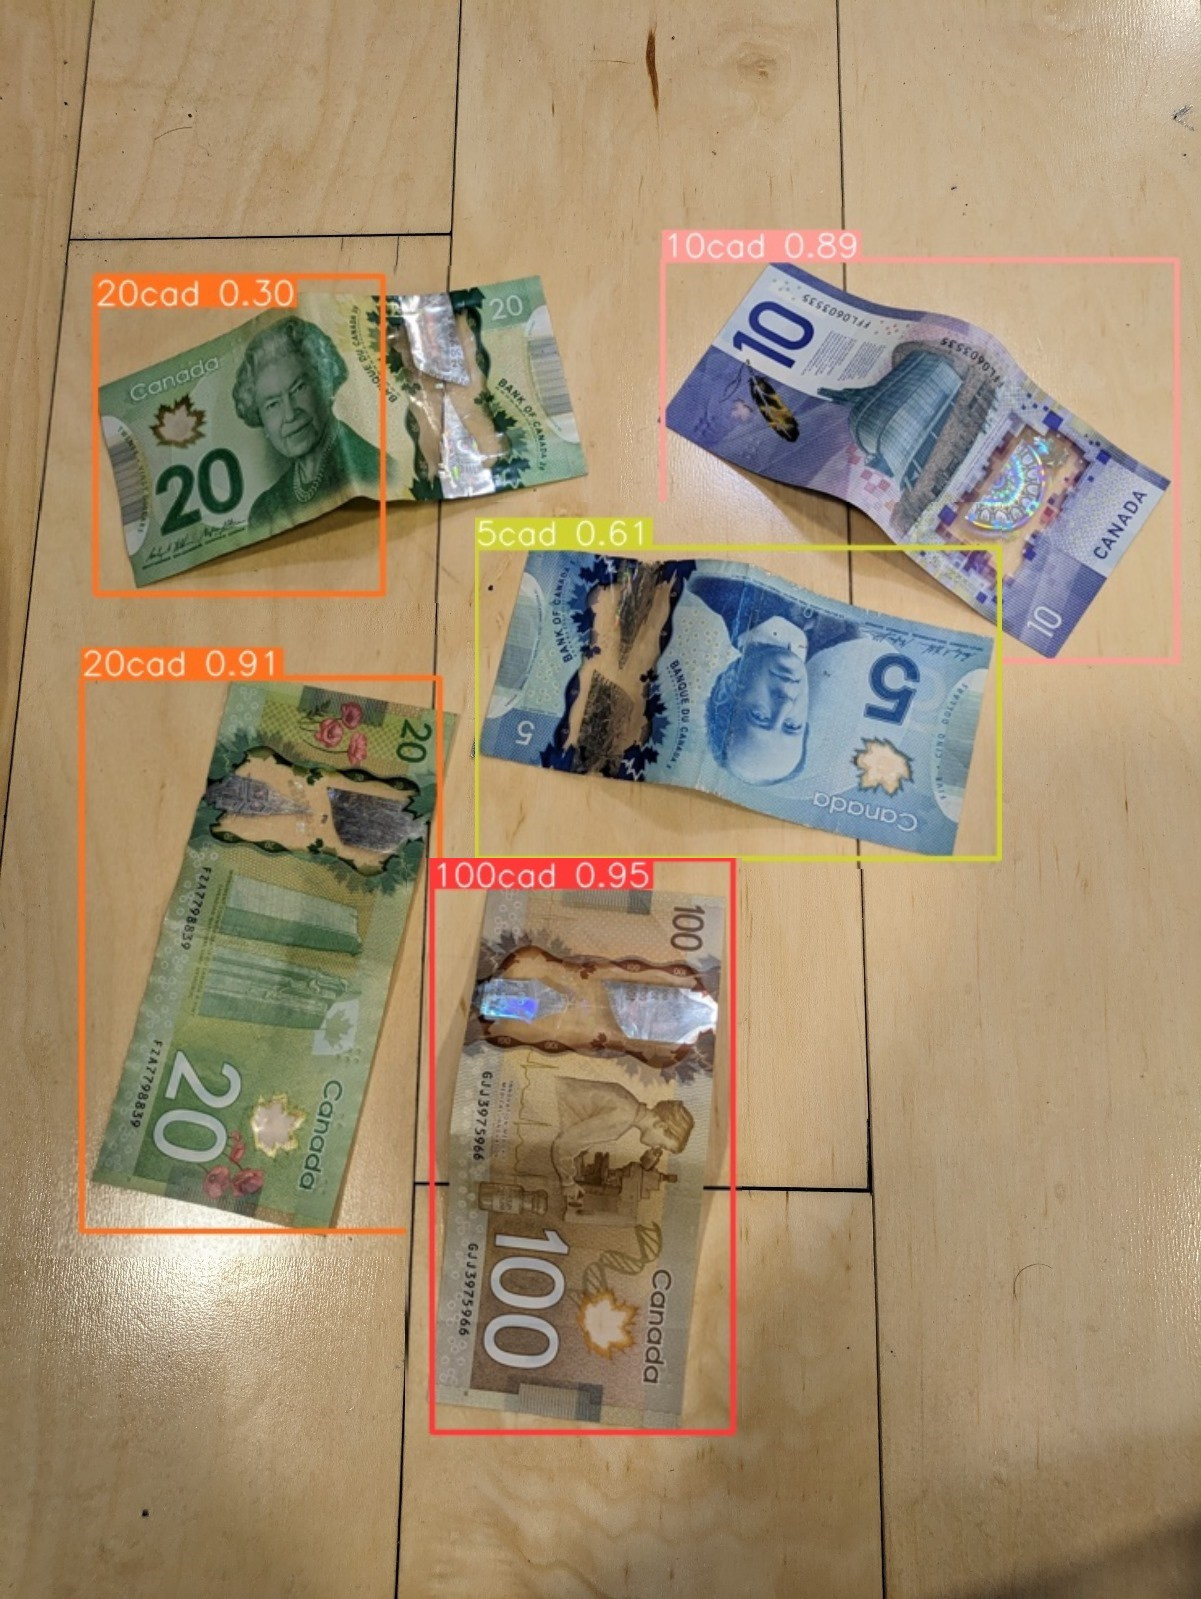 20cad 0.30
Canada
20
BANQUE DU CANADA
20
BANK OF CANADA
10cad 0.89
10
FFL0603535
FFL0603535
CANADA
10
5cad 0.61
BANK OF CANADA
5
BANQUE DU CANADA
5
Canada
20cad 0.91
20
FZA7798839
FZA7798839
20
Canada
100cad 0.95
100
GJJ3975966
GJJ3975966
100
Canada